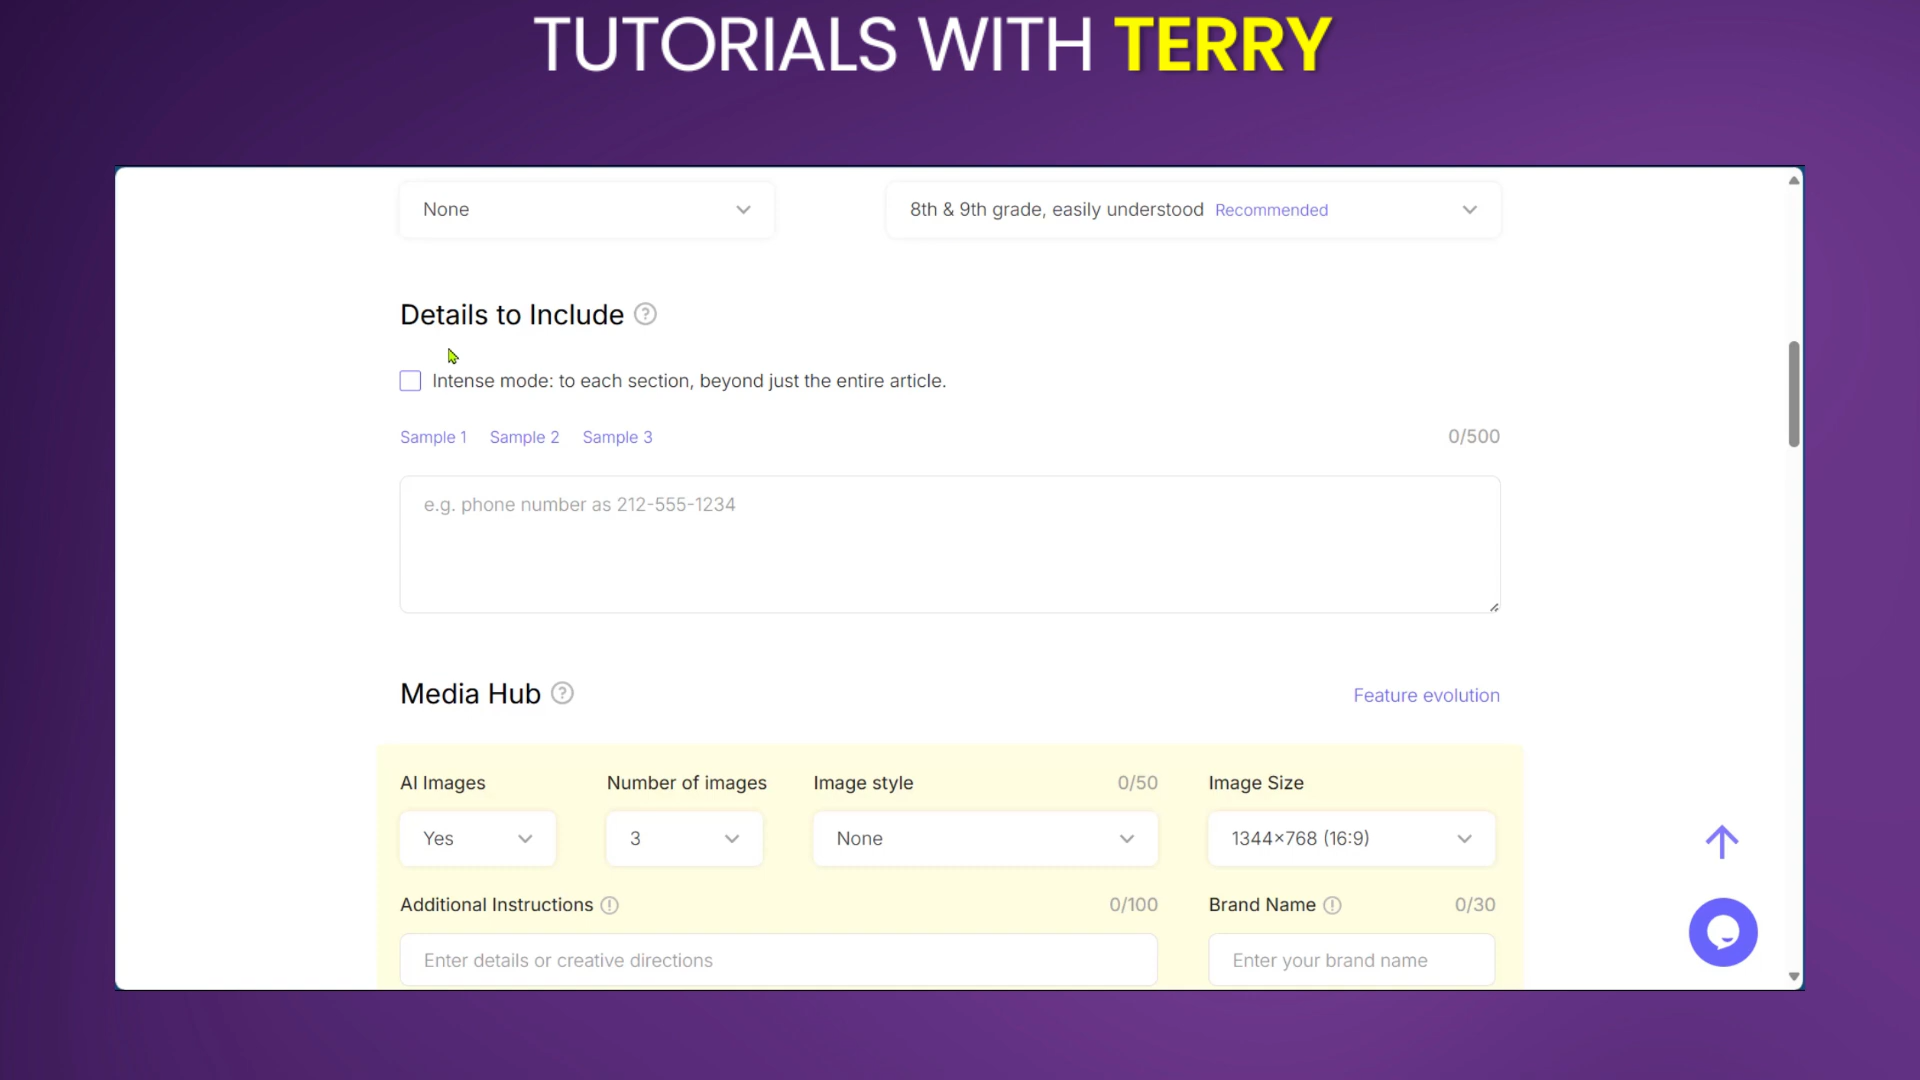 TUTORIALS WITH TERRY
None
8th & 9th grade, easily understood Recommended
Details to Include
Intense mode: to each section, beyond just the entire article.
Sample 1 Sample 2 Sample 3 0/500
e.g. phone number as 212-555-1234
Media Hub Feature evolution
AI Images Number of images Image style 0/50 Image Size
Yes 3 None 1344×768 (16:9)
Additional Instructions 0/100 Brand Name 0/30
Enter details or creative directions Enter your brand name